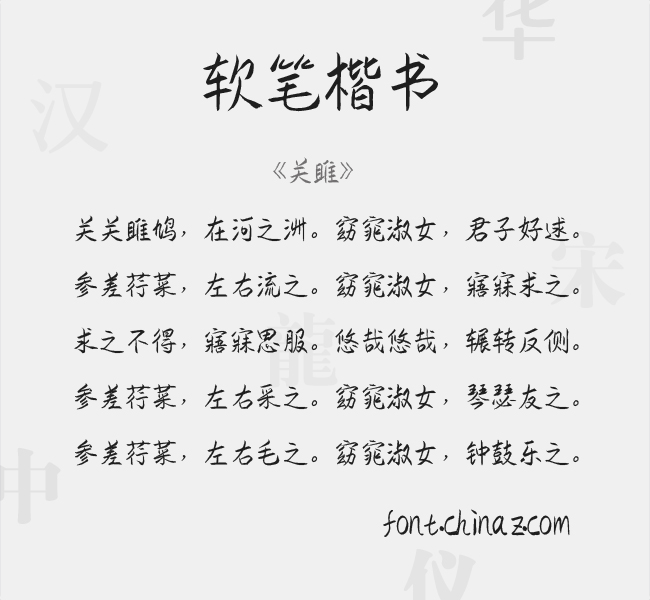 软笔楷书
《关雎》
关关雎鸠，在河之洲。窈窕淑女，君子好逑。
参差荇菜，左右流之。窈窕淑女，寤寐求之。
求之不得，寤寐思服。悠哉悠哉，辗转反侧。
参差荇菜，左右采之。窈窕淑女，琴瑟友之。
参差荇菜，左右毛之。窈窕淑女，钟鼓乐之。
font.chinaz.com
华
汉
宋
龍
中
仪